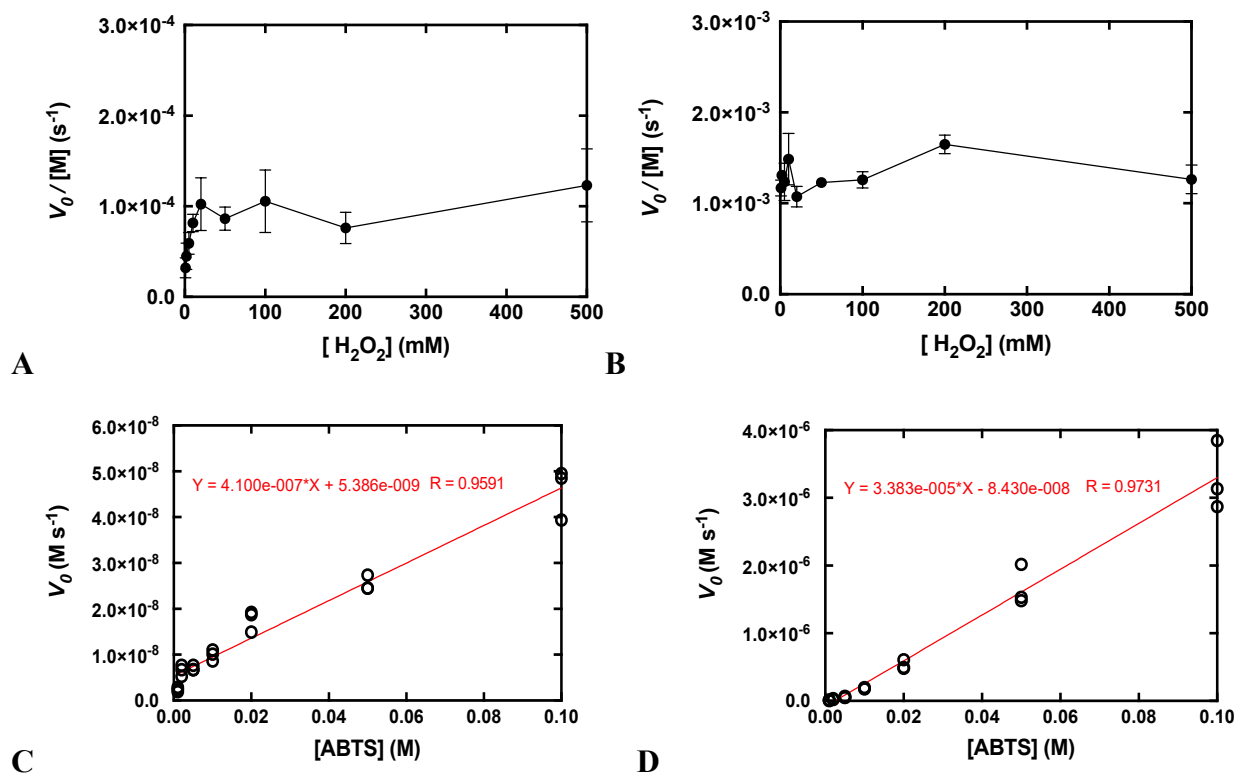 3.0×10⁻⁴
2.0×10⁻⁴
1.0×10⁻⁴
0.0
V₀ / [M] (s⁻¹)
0 100 200 300 400 500
[ H₂O₂] (mM)
A
3.0×10⁻³
2.0×10⁻³
1.0×10⁻³
0.0
V₀ / [M] (s⁻¹)
0 100 200 300 400 500
[ H₂O₂] (mM)
B
6.0×10⁻⁸
5.0×10⁻⁸
4.0×10⁻⁸
3.0×10⁻⁸
2.0×10⁻⁸
1.0×10⁻⁸
0.0
V₀ (M s⁻¹)
Y = 4.100e-007*X + 5.386e-009 R = 0.9591
0.00 0.02 0.04 0.06 0.08 0.10
[ABTS] (M)
C
4.0×10⁻⁶
3.0×10⁻⁶
2.0×10⁻⁶
1.0×10⁻⁶
0.0
V₀ (M s⁻¹)
Y = 3.383e-005*X - 8.430e-008 R = 0.9731
0.00 0.02 0.04 0.06 0.08 0.10
[ABTS] (M)
D